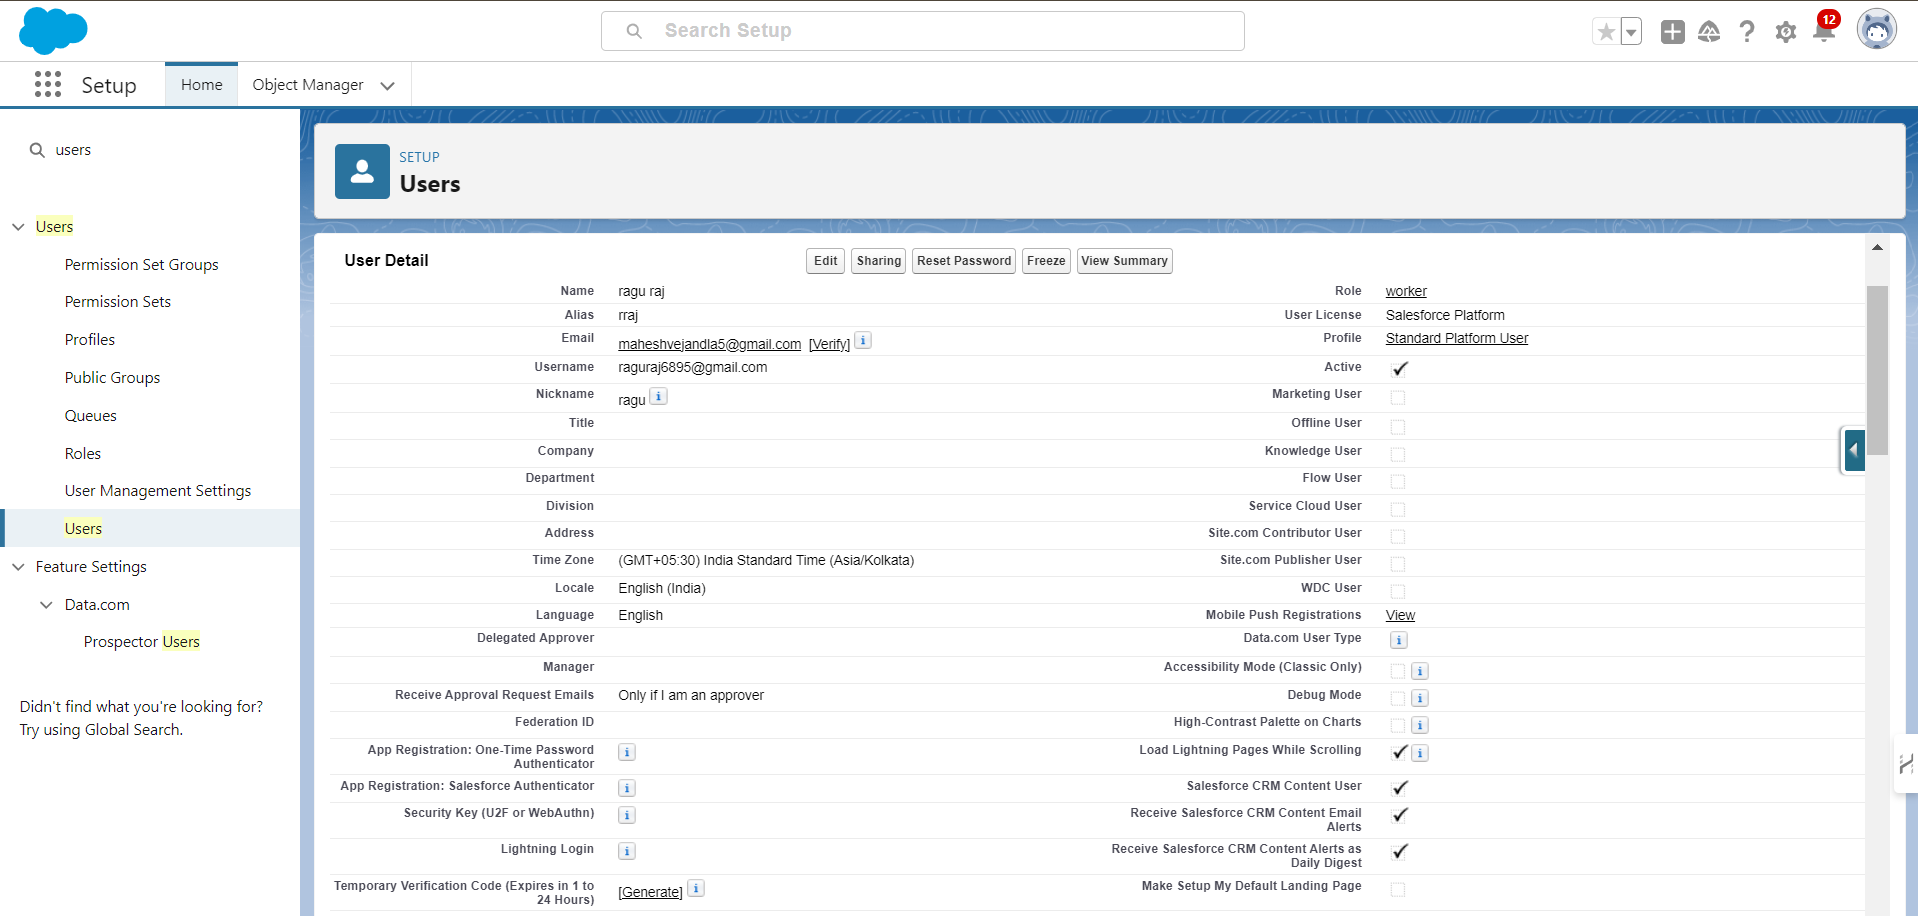 Search Setup
12
Setup
Home
Object Manager
users
Users
Permission Set Groups
Permission Sets
Profiles
Public Groups
Queues
Roles
User Management Settings
Users
Feature Settings
Data.com
Prospector Users
Didn't find what you're looking for?
Try using Global Search.
SETUP
Users
User Detail
Edit Sharing Reset Password Freeze View Summary
Name ragu raj Role worker
Alias rraj User License Salesforce Platform
Email maheshvejandla5@gmail.com [Verify] i Profile Standard Platform User
Username raguraj6895@gmail.com Active
Nickname ragu i Marketing User
Title Offline User
Company Knowledge User
Department Flow User
Division Service Cloud User
Address Site.com Contributor User
Time Zone (GMT+05:30) India Standard Time (Asia/Kolkata) Site.com Publisher User
Locale English (India) WDC User
Language English Mobile Push Registrations View
Delegated Approver Data.com User Type i
Manager Accessibility Mode (Classic Only) i
Receive Approval Request Emails Only if I am an approver Debug Mode i
Federation ID High-Contrast Palette on Charts i
App Registration: One-Time Password
Authenticator i Load Lightning Pages While Scrolling i
App Registration: Salesforce Authenticator i Salesforce CRM Content User
Security Key (U2F or WebAuthn) i Receive Salesforce CRM Content Email
Alerts
Lightning Login i Receive Salesforce CRM Content Alerts as
Daily Digest
Temporary Verification Code (Expires in 1 to
24 Hours) [Generate] i Make Setup My Default Landing Page